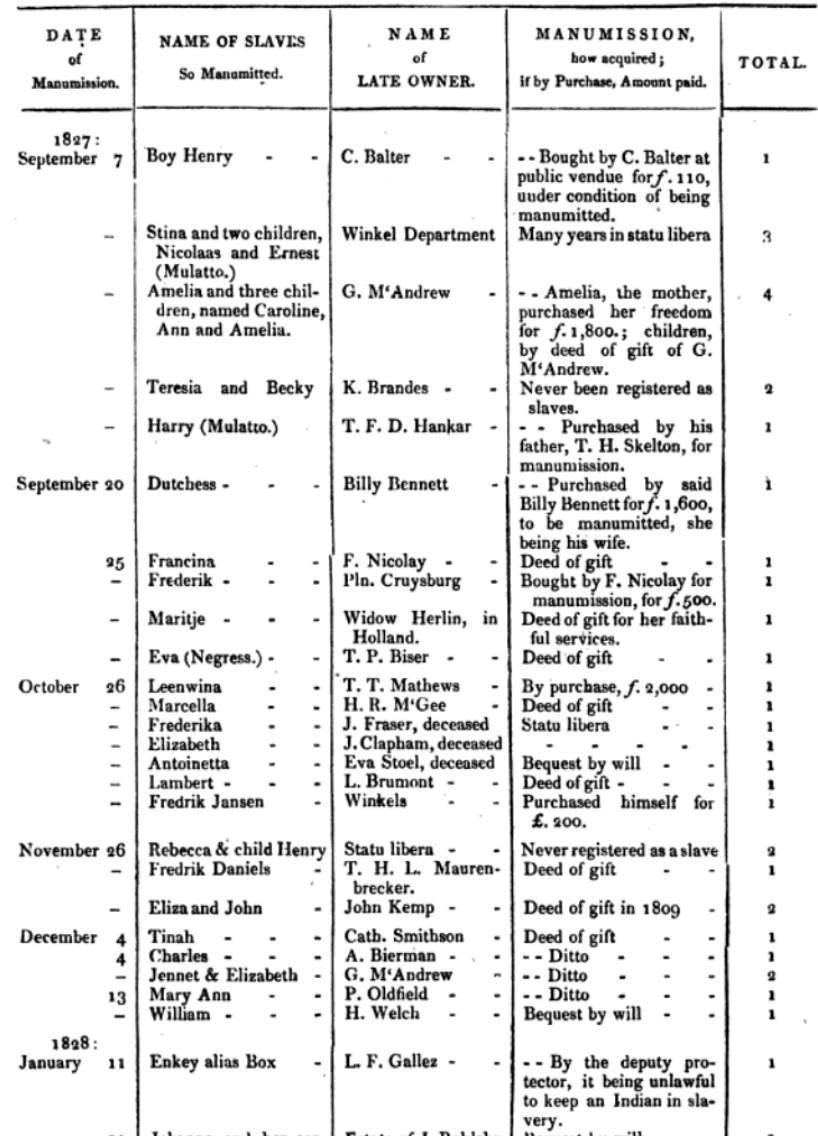 DATE of Manumission. | NAME OF SLAVES So Manumitted. | NAME of LATE OWNER. | MANUMISSION, how acquired; if by Purchase, Amount paid. | TOTAL.
1827:
September 7 | Boy Henry - - | C. Balter - - | - - Bought by C. Balter at | 1
public vendue for f. 110,
under condition of being
manumitted.
– | Stina and two children, | Winkel Department | Many years in statu libera | 3
Nicolaas and Ernest
(Mulatto.)
– | Amelia and three chil- | G. M‘Andrew - | - - Amelia, the mother, | 4
dren, named Caroline, | purchased her freedom
Ann and Amelia. | for f. 1,800.; children,
by deed of gift of G.
M‘Andrew.
– | Teresia and Becky | K. Brandes - - | Never been registered as | 2
slaves.
– | Harry (Mulatto.) | T. F. D. Hankar - | - - Purchased by his | 1
father, T. H. Skelton, for
manumission.
September 20 | Dutchess - - - | Billy Bennett - | - - Purchased by said | 1
Billy Bennett for f. 1,600,
to be manumitted, she
being his wife.
25 | Francina - - | F. Nicolay - - | Deed of gift - - | 1
– | Frederik - - - | Pln. Cruysburg - | Bought by F. Nicolay for | 1
manumission, for f. 500.
– | Maritje - - - | Widow Herlin, in | Deed of gift for her faith- | 1
Holland. | ful services.
– | Eva (Negress.) - - | T. P. Biser - - | Deed of gift - - | 1
October 26 | Leenwina - - | T. T. Mathews - | By purchase, f. 2,000 - | 1
– | Marcella - - | H. R. M‘Gee - | Deed of gift - - | 1
– | Frederika - - | J. Fraser, deceased | Statu libera - - | 1
– | Elizabeth - - | J. Clapham, deceased | - - - - - | 1
– | Antoinetta - - | Eva Stoel, deceased | Bequest by will - - | 1
– | Lambert - - - | L. Brumont - - | Deed of gift - - - | 1
– | Fredrik Jansen - | Winkels - - | Purchased himself for | 1
£. 200.
November 26 | Rebecca & child Henry | Statu libera - - | Never registered as a slave | 2
– | Fredrik Daniels - | T. H. L. Mauren- | Deed of gift - - | 1
brecker.
– | Eliza and John - | John Kemp - - | Deed of gift in 1809 - | 2
December 4 | Tinah - - - | Cath. Smithson - | Deed of gift - - | 1
4 | Charles - - - | A. Bierman - - | - - Ditto - - - | 1
– | Jennet & Elizabeth - | G. M‘Andrew - | - - Ditto - - - | 2
13 | Mary Ann - - | P. Oldfield - - | - - Ditto - - - | 1
– | William - - - | H. Welch - - | Bequest by will - - | 1
1828:
January 11 | Enkey alias Box - | L. F. Gallez - - | - - By the deputy pro- | 1
tector, it being unlawful
to keep an Indian in sla-
very.